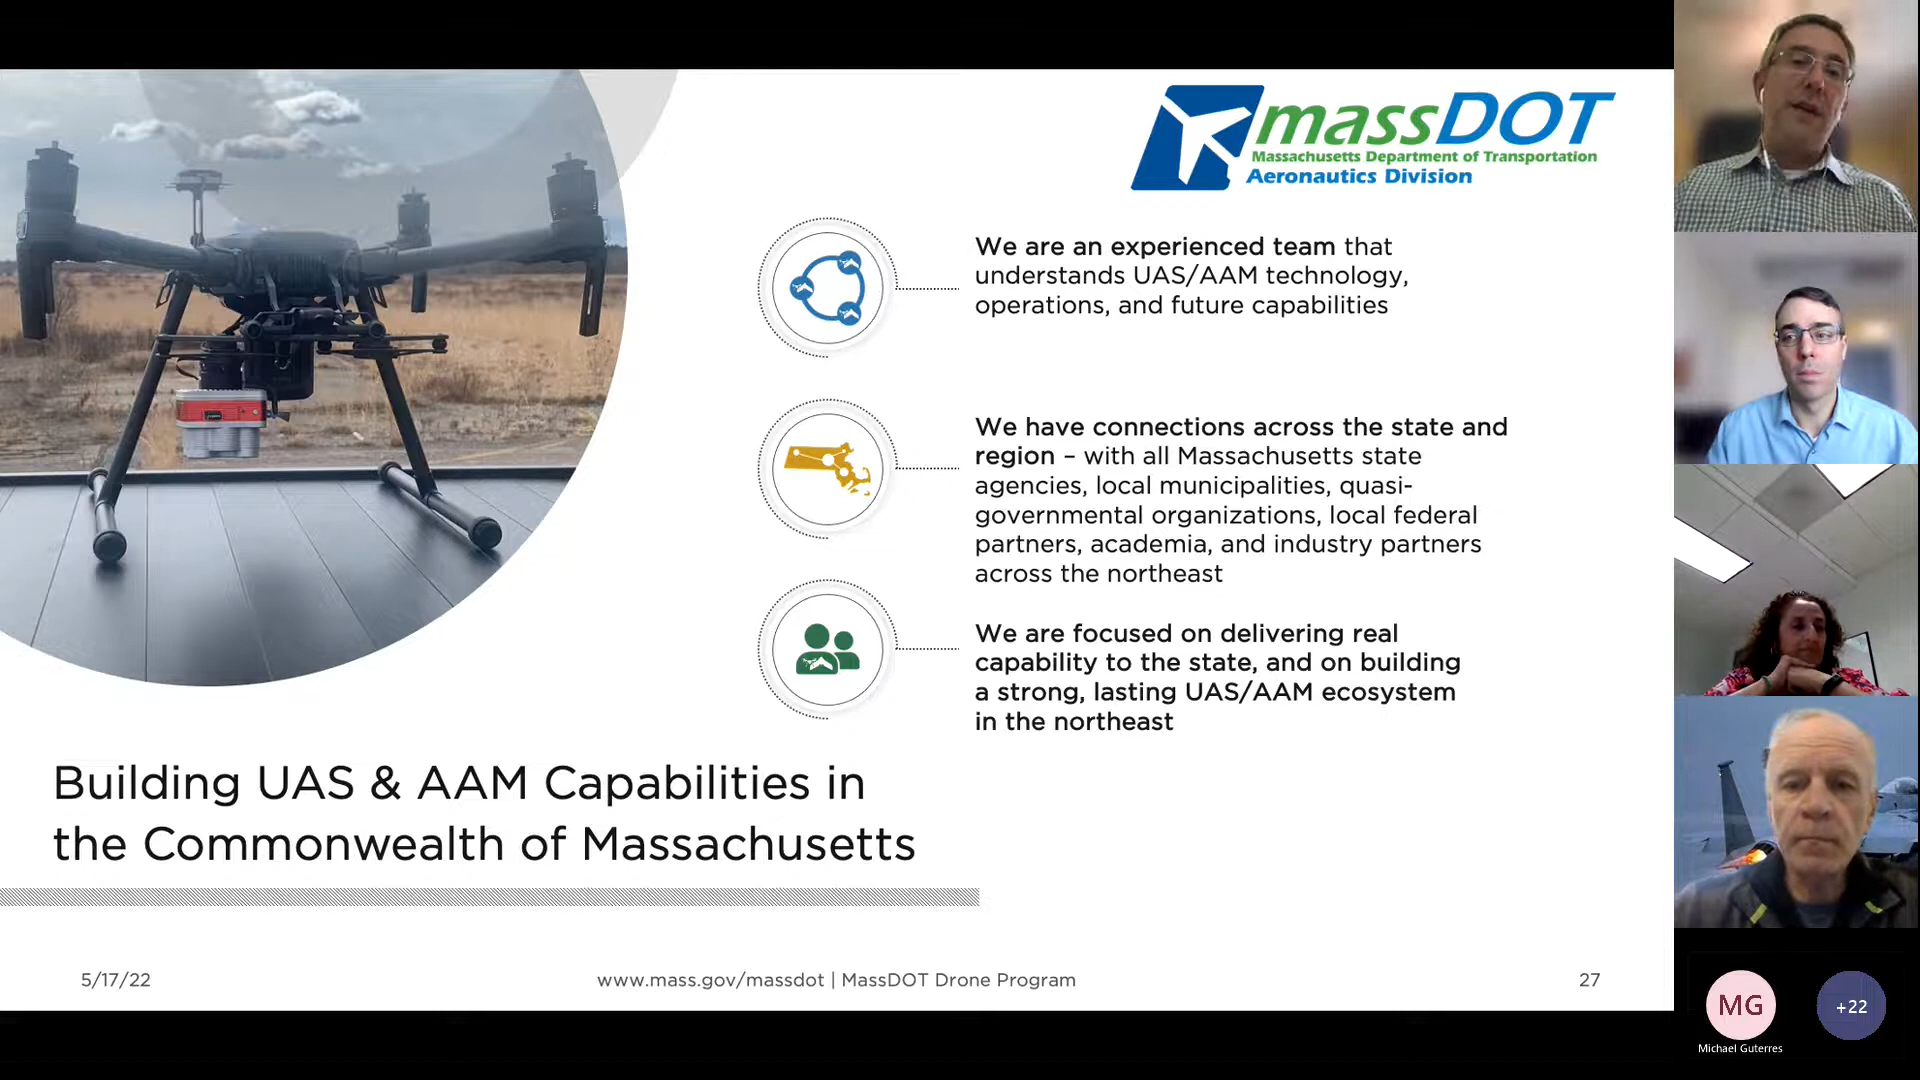 massDOT
Massachusetts Department of Transportation
Aeronautics Division
We are an experienced team that
understands UAS/AAM technology,
operations, and future capabilities
We have connections across the state and
region – with all Massachusetts state
agencies, local municipalities, quasi-
governmental organizations, local federal
partners, academia, and industry partners
across the northeast
We are focused on delivering real
capability to the state, and on building
a strong, lasting UAS/AAM ecosystem
in the northeast
Building UAS & AAM Capabilities in
the Commonwealth of Massachusetts
5/17/22
www.mass.gov/massdot | MassDOT Drone Program
27
MG
+22
Michael Guterres